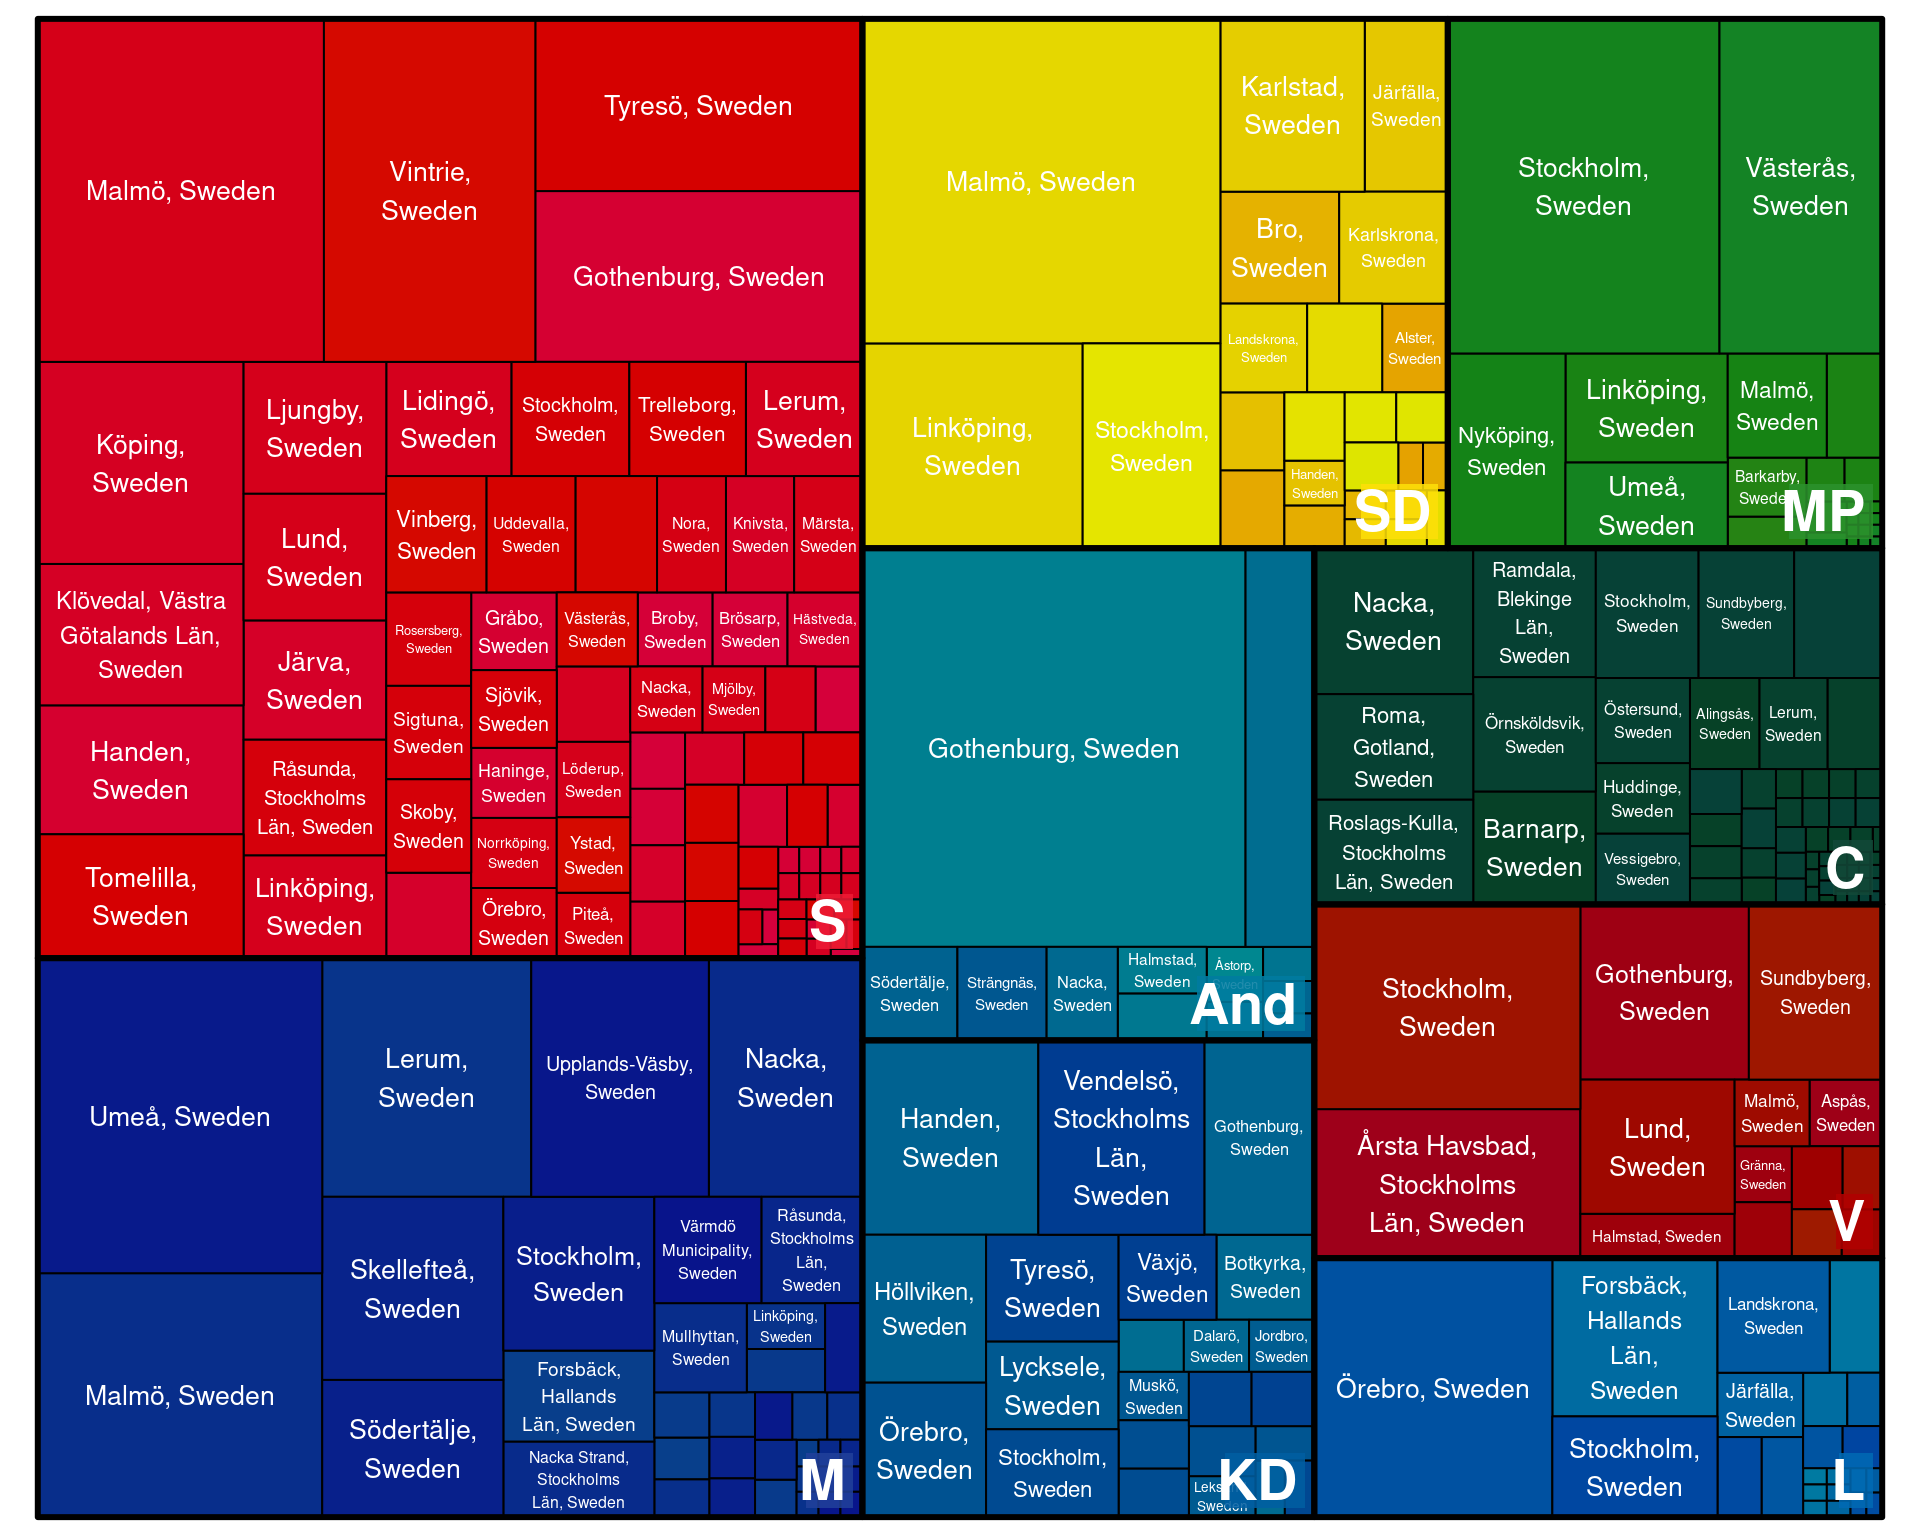 Malmö, Sweden
Vintrie,
Sweden
Tyresö, Sweden
Gothenburg, Sweden
Köping,
Sweden
Klövedal, Västra
Götalands Län,
Sweden
Handen,
Sweden
Tomelilla,
Sweden
Ljungby,
Sweden
Lund,
Sweden
Järva,
Sweden
Råsunda,
Stockholms
Län, Sweden
Linköping,
Sweden
Lidingö,
Sweden
Stockholm,
Sweden
Trelleborg,
Sweden
Lerum,
Sweden
Vinberg,
Sweden
Uddevalla,
Sweden
Nora,
Sweden
Knivsta,
Sweden
Märsta,
Sweden
Rosersberg,
Sweden
Sigtuna,
Sweden
Skoby,
Sweden
Gråbo,
Sweden
Sjövik,
Sweden
Haninge,
Sweden
Norrköping,
Sweden
Örebro,
Sweden
Västerås,
Sweden
Broby,
Sweden
Brösarp,
Sweden
Hästveda,
Sweden
Löderup,
Sweden
Ystad,
Sweden
Piteå,
Sweden
Nacka,
Sweden
Mjölby,
Sweden
S
Umeå, Sweden
Malmö, Sweden
Lerum,
Sweden
Upplands-Väsby,
Sweden
Nacka,
Sweden
Skellefteå,
Sweden
Södertälje,
Sweden
Stockholm,
Sweden
Forsbäck,
Hallands
Län, Sweden
Nacka Strand,
Stockholms
Län, Sweden
Värmdö
Municipality,
Sweden
Råsunda,
Stockholms
Län,
Sweden
Mullhyttan,
Sweden
Linköping,
Sweden
M
Malmö, Sweden
Linköping,
Sweden
Stockholm,
Sweden
Karlstad,
Sweden
Järfälla,
Sweden
Bro,
Sweden
Karlskrona,
Sweden
Landskrona,
Sweden
Alster,
Sweden
Handen,
Sweden
SD
Stockholm,
Sweden
Västerås,
Sweden
Nyköping,
Sweden
Linköping,
Sweden
Umeå,
Sweden
Malmö,
Sweden
Barkarby,
Sweden
MP
Gothenburg, Sweden
Södertälje,
Sweden
Strängnäs,
Sweden
Nacka,
Sweden
Halmstad,
Sweden
Åstorp,
Sweden
And
Nacka,
Sweden
Roma,
Gotland,
Sweden
Roslags-Kulla,
Stockholms
Län, Sweden
Ramdala,
Blekinge
Län,
Sweden
Örnsköldsvik,
Sweden
Barnarp,
Sweden
Stockholm,
Sweden
Sundbyberg,
Sweden
Östersund,
Sweden
Huddinge,
Sweden
Vessigebro,
Sweden
Alingsås,
Sweden
Lerum,
Sweden
C
Handen,
Sweden
Vendelsö,
Stockholms
Län,
Sweden
Gothenburg,
Sweden
Höllviken,
Sweden
Örebro,
Sweden
Tyresö,
Sweden
Lycksele,
Sweden
Stockholm,
Sweden
Växjö,
Sweden
Botkyrka,
Sweden
Dalarö,
Sweden
Jordbro,
Sweden
Muskö,
Sweden
Sweden
KD
Stockholm,
Sweden
Årsta Havsbad,
Stockholms
Län, Sweden
Gothenburg,
Sweden
Sundbyberg,
Sweden
Lund,
Sweden
Halmstad, Sweden
Malmö,
Sweden
Aspås,
Sweden
Gränna,
Sweden
V
Örebro, Sweden
Forsbäck,
Hallands
Län,
Sweden
Stockholm,
Sweden
Landskrona,
Sweden
Järfälla,
Sweden
L